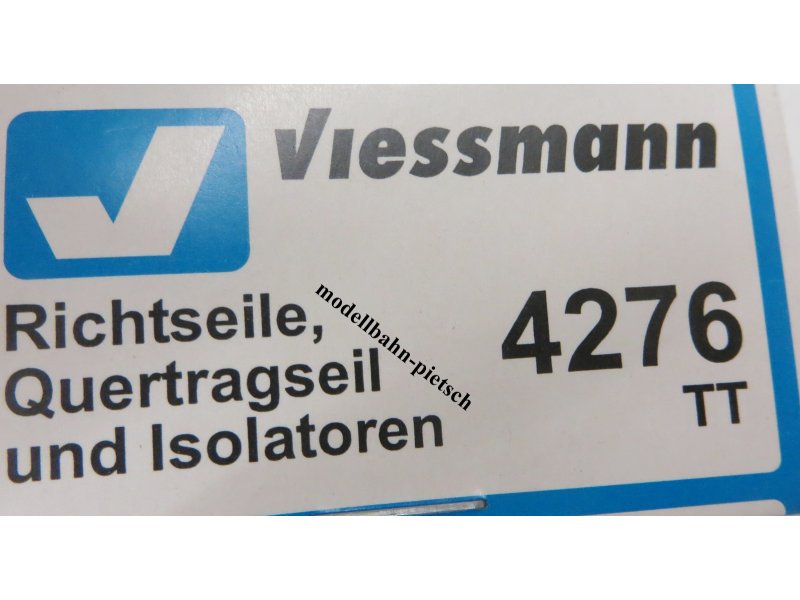 Viessmann
Richtseile,
Quertragseil
und Isolatoren
4276
TT
modellbahn-pietsch